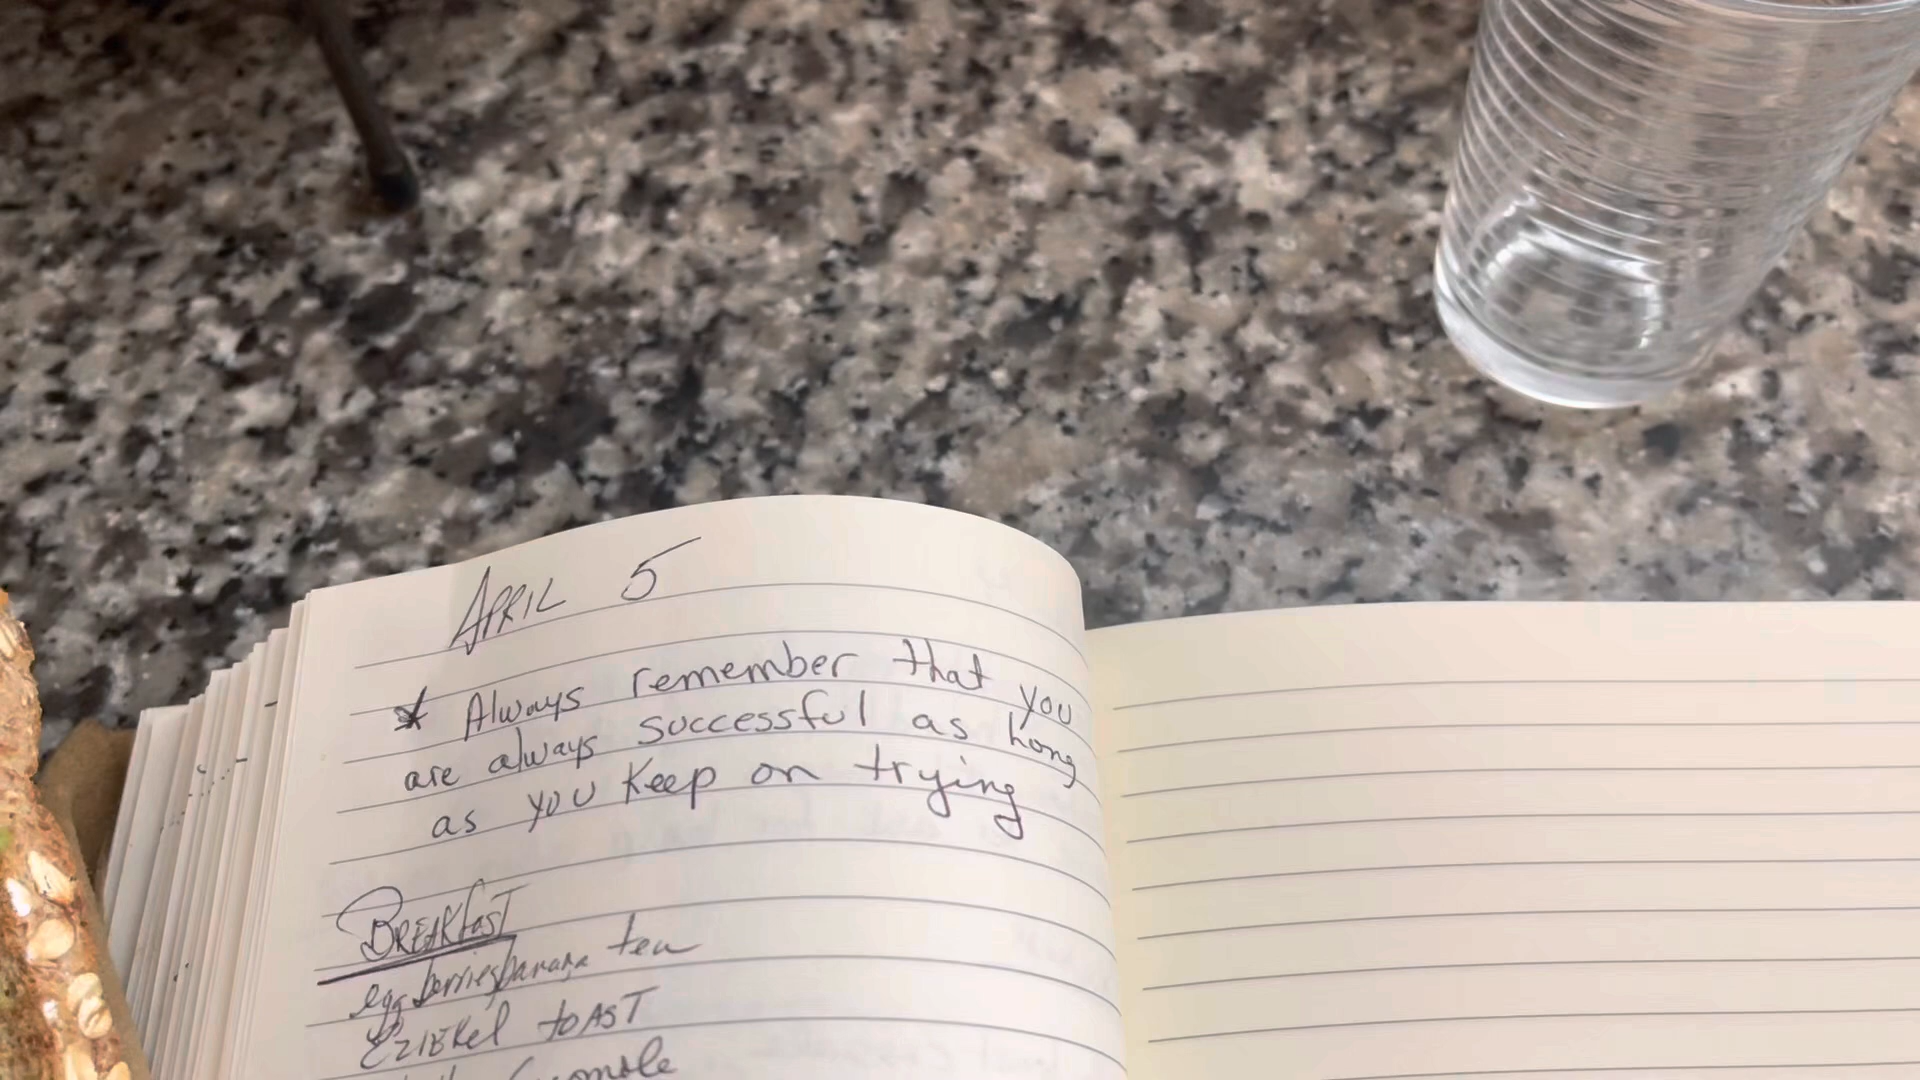 APRIL 5
* Always remember that you
are always successful as long
as you keep on trying
BREAKfAST
egg berries banana tea
EZIEKel toAST